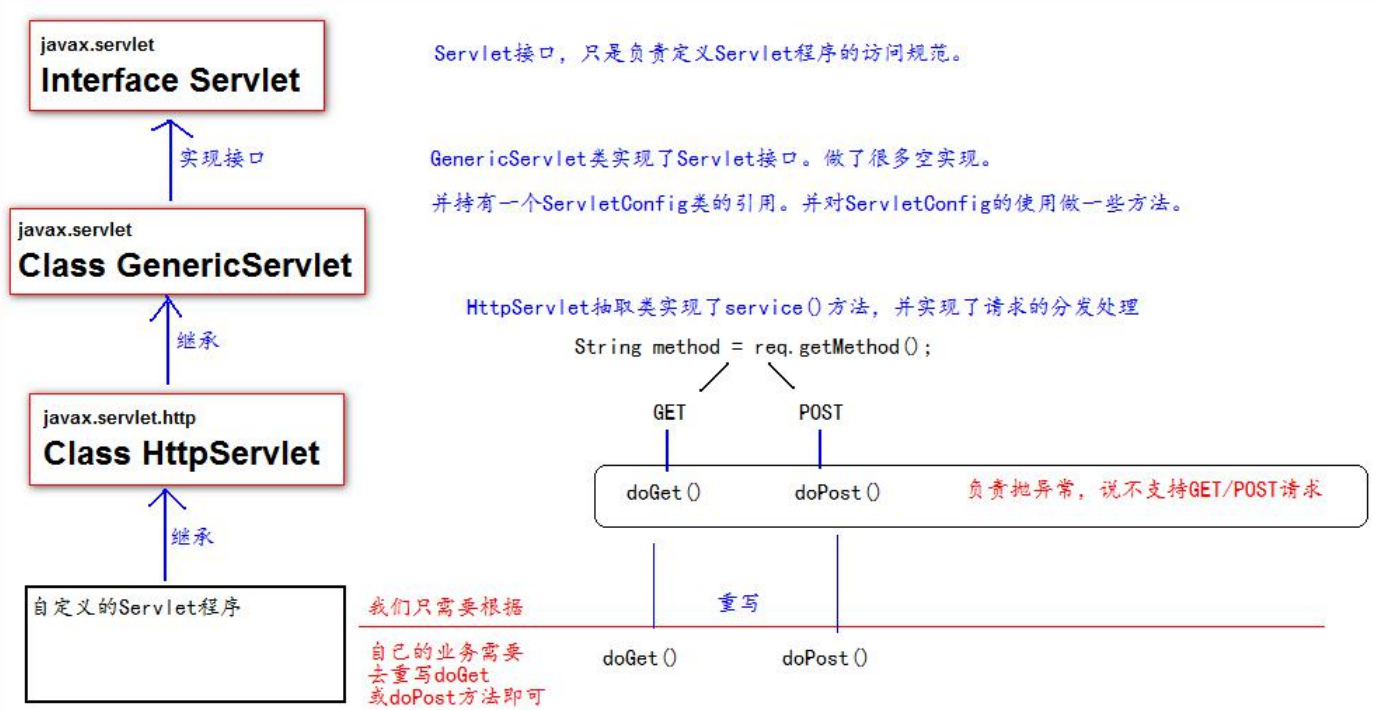 javax.servlet
Interface Servlet
Servlet接口, 只是负责定义Servlet程序的访问规范。
实现接口
GenericServlet类实现了Servlet接口。做了很多空实现。
并持有一个ServletConfig类的引用。并对ServletConfig的使用做一些方法。
javax.servlet
Class GenericServlet
继承
HttpServlet抽取类实现了service()方法, 并实现了请求的分发处理
String method = req.getMethod();
GET
POST
javax.servlet.http
Class HttpServlet
doGet()
doPost()
负责抛异常, 说不支持GET/POST请求
继承
自定义的Servlet程序
我们只需要根据
重写
自己的业务需要
去重写doGet
或doPost方法即可
doGet()
doPost()